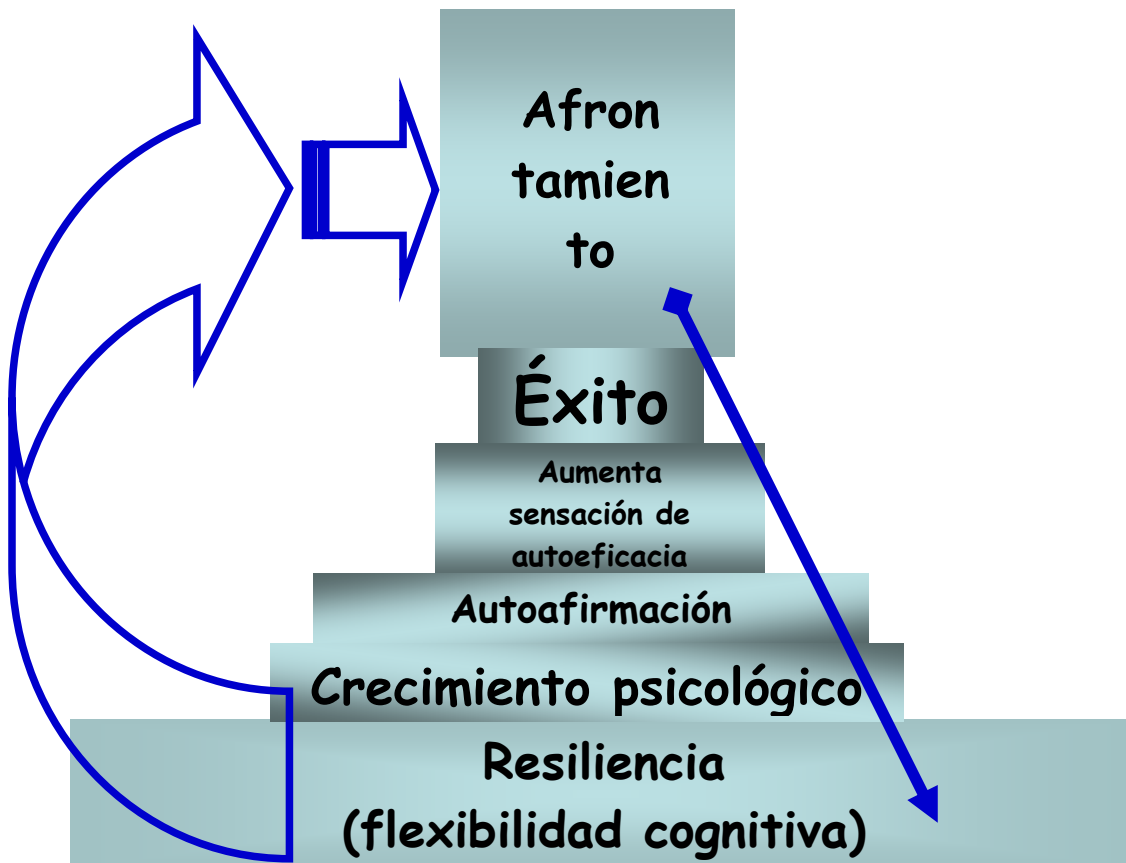 Afron
tamien
to
Éxito
Aumenta
sensación de
autoeficacia
Autoafirmación
Crecimiento psicológico
Resiliencia
(flexibilidad cognitiva)